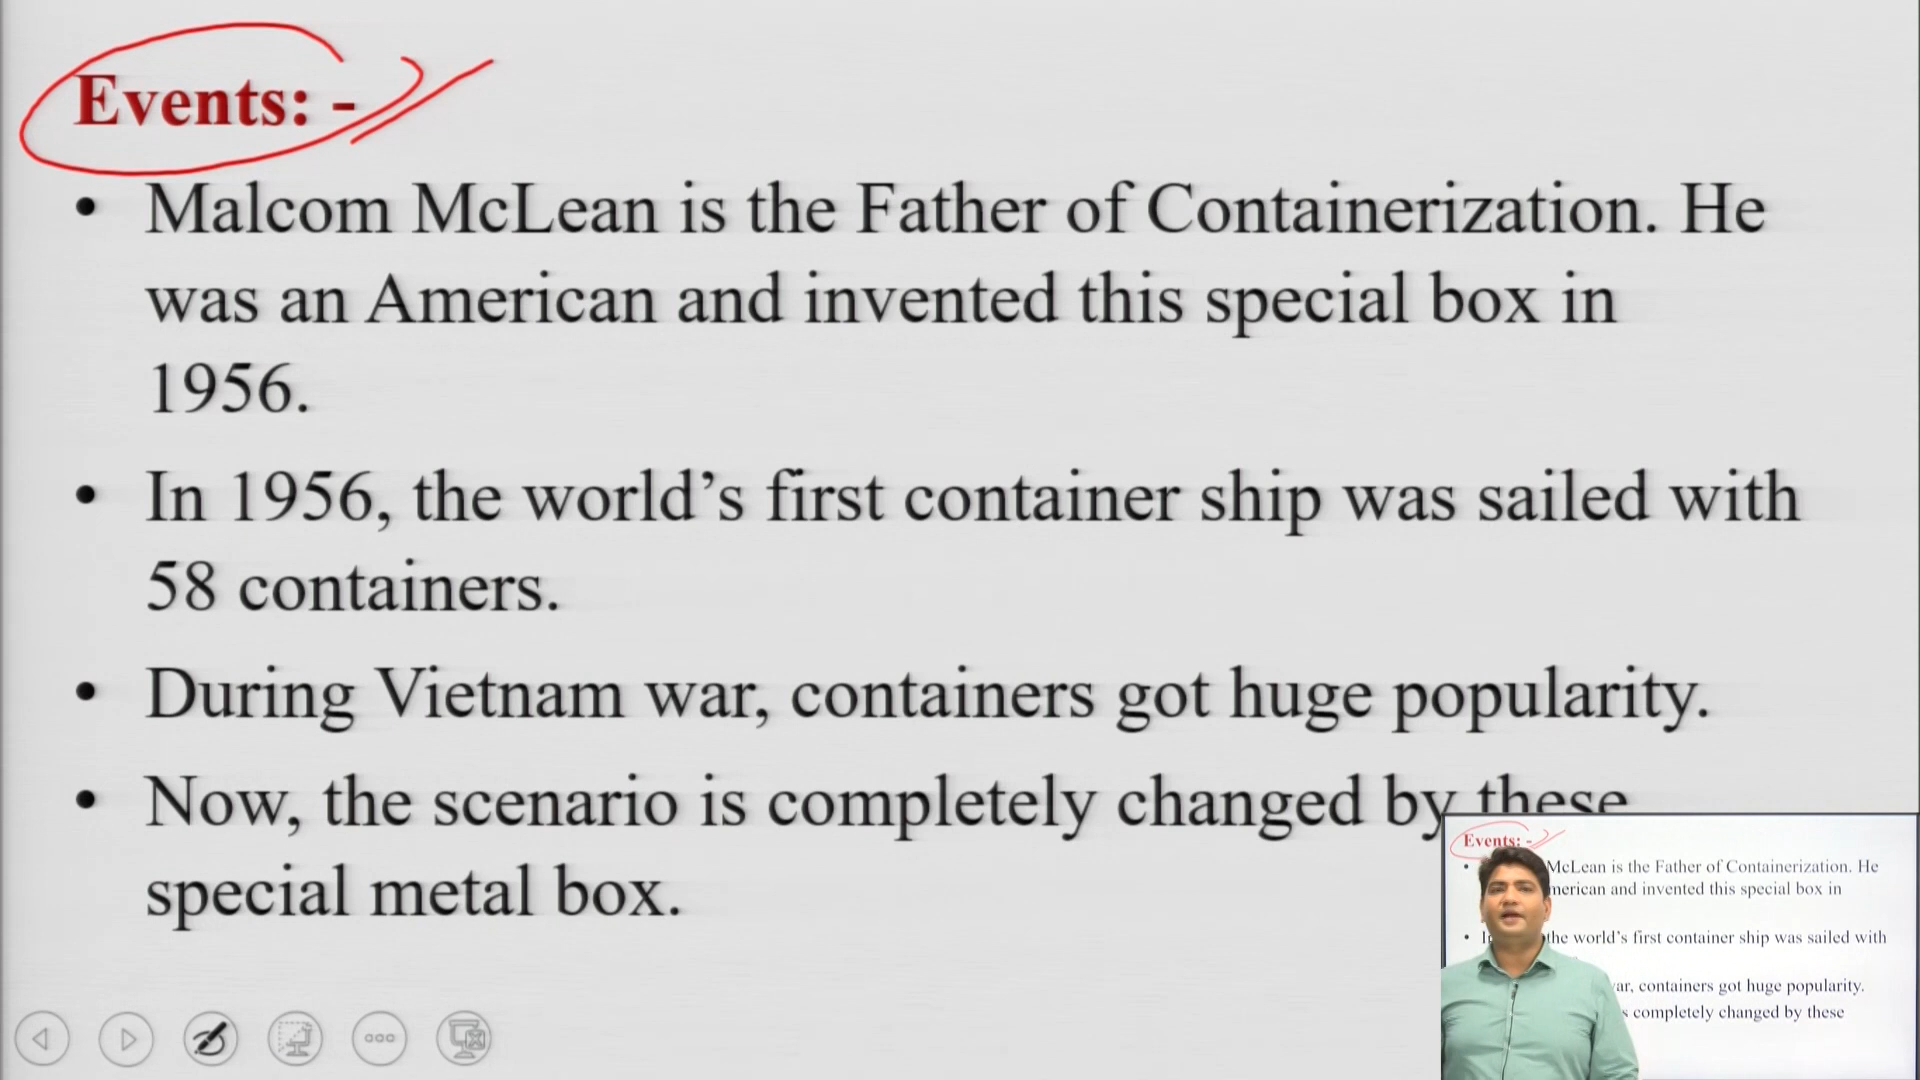 Events: -
• Malcom McLean is the Father of Containerization. He
was an American and invented this special box in
1956.
• In 1956, the world’s first container ship was sailed with
58 containers.
• During Vietnam war, containers got huge popularity.
• Now, the scenario is completely changed by these
special metal box.
Events: -
McLean is the Father of Containerization. He
and invented this special box in
the world’s first container ship was sailed with
containers got huge popularity.
completely changed by these